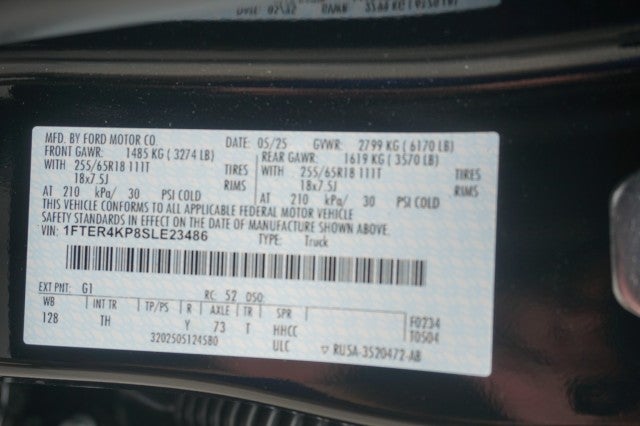 MFD. BY FORD MOTOR CO. DATE: 05/25 GVWR: 2799 KG ( 6170 LB)
FRONT GAWR: 1485 KG ( 3274 LB) REAR GAWR: 1619 KG ( 3570 LB)
WITH 255/65R18 111T TIRES WITH 255/65R18 111T TIRES
18x7.5J RIMS 18x7.5J RIMS
AT 210 kPa/ 30 PSI COLD AT 210 kPa/ 30 PSI COLD
THIS VEHICLE CONFORMS TO ALL APPLICABLE FEDERAL MOTOR VEHICLE
SAFETY STANDARDS IN EFFECT ON THE DATE OF MANUFACTURE SHOWN ABOVE.
VIN: 1FTER4KP8SLE23486 TYPE: Truck
EXT PNT: G1 RC: 52 DSO:
WB INT TR TP/PS R AXLE TR SPR F0234
128 TH Y 73 T HHCC T0504
3202505124580 ULC ▽ RU5A-3520472-AB